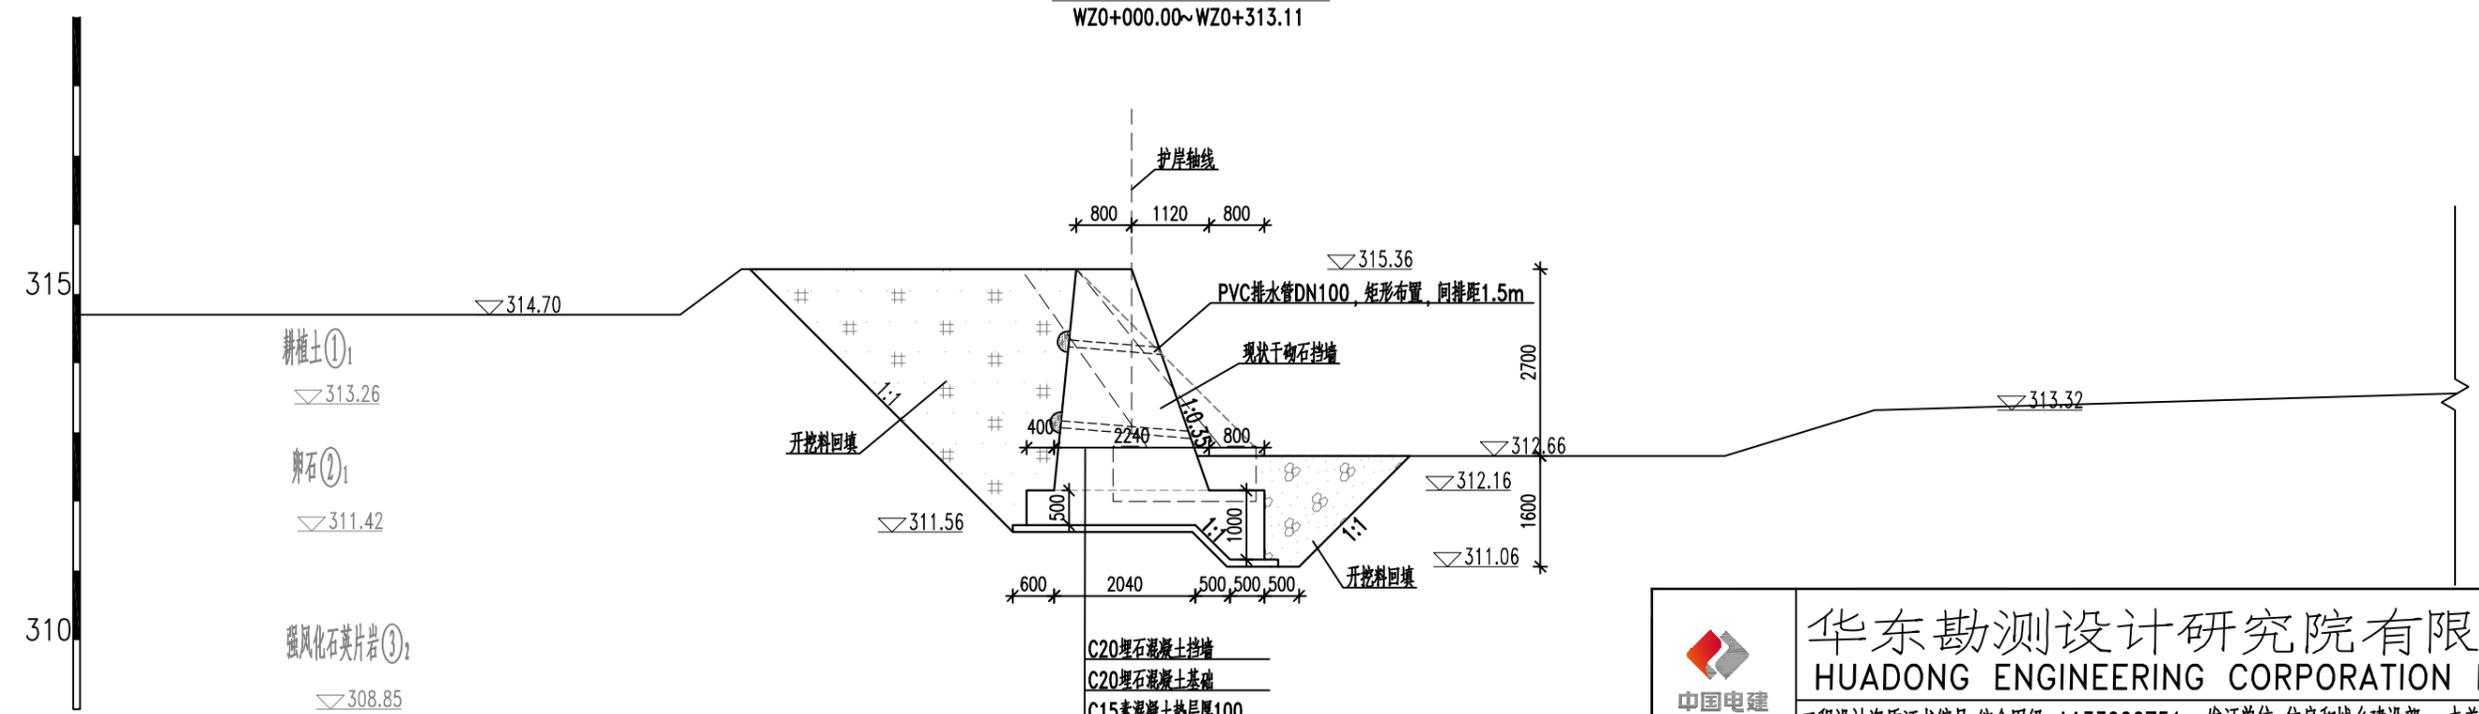 WZ0+000.00~WZ0+313.11
护岸轴线
800 1120 800
315.36
315
314.70
PVC排水管DN100，矩形布置，间排距1.5m
耕植土①1
现状干砌石挡墙
2700
313.26
1:1
313.32
1:0.35
开挖料回填
400 2240 800
312.66
卵石②1
312.16
500
1000
1:1
1:1
1600
311.42
311.56
311.06
开挖料回填
600 2040 500 500 500
310
强风化石英片岩③2
C20埋石混凝土挡墙
C20埋石混凝土基础
C15素混凝土垫层厚100
308.85
华东勘测设计研究院有限
HUADONG ENGINEERING CORPORATION
中国电建